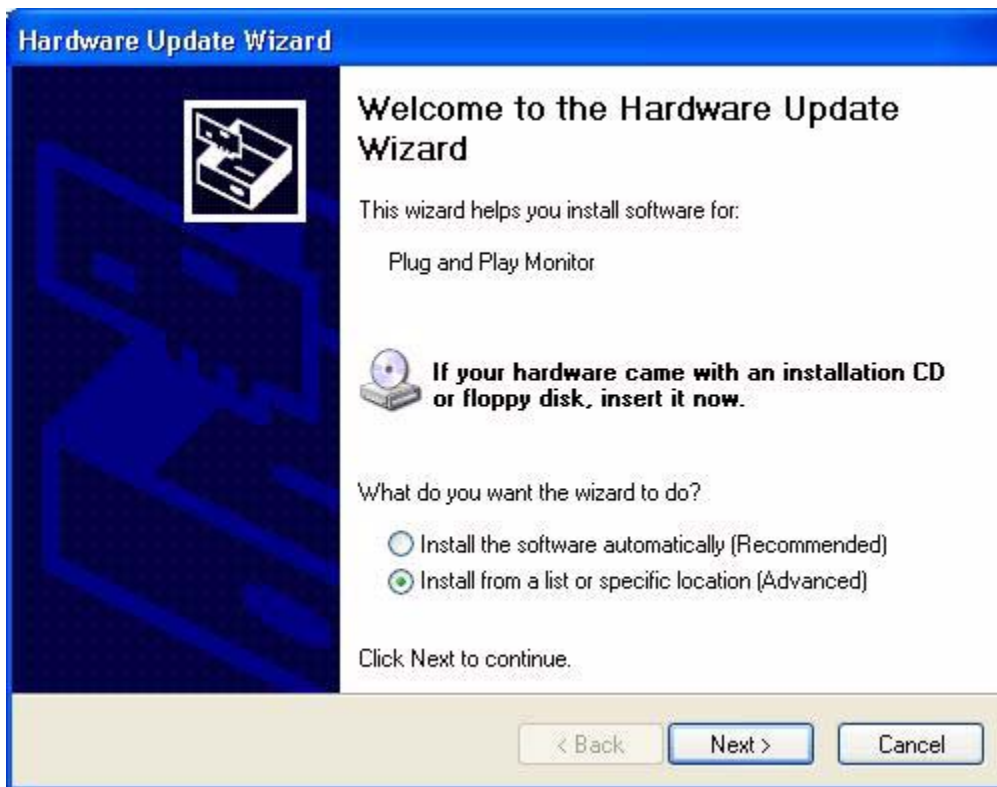 Hardware Update Wizard
Welcome to the Hardware Update
Wizard
This wizard helps you install software for:
Plug and Play Monitor
If your hardware came with an installation CD
or floppy disk, insert it now.
What do you want the wizard to do?
Install the software automatically (Recommended)
Install from a list or specific location (Advanced)
Click Next to continue.
< Back Next > Cancel